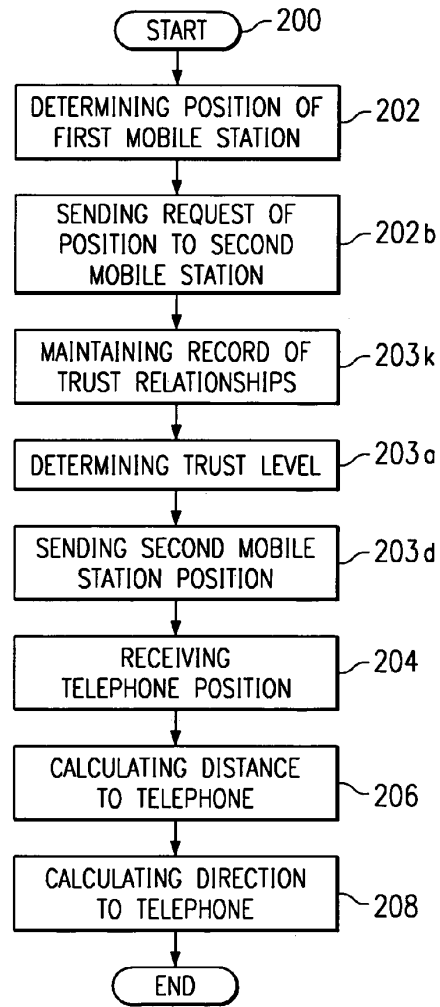 START 200
DETERMINING POSITION OF 202
FIRST MOBILE STATION
SENDING REQUEST OF
POSITION TO SECOND 202b
MOBILE STATION
MAINTAINING RECORD OF 203k
TRUST RELATIONSHIPS
DETERMINING TRUST LEVEL 203a
SENDING SECOND MOBILE 203d
STATION POSITION
RECEIVING 204
TELEPHONE POSITION
CALCULATING DISTANCE
TO TELEPHONE 206
CALCULATING DIRECTION
TO TELEPHONE 208
END